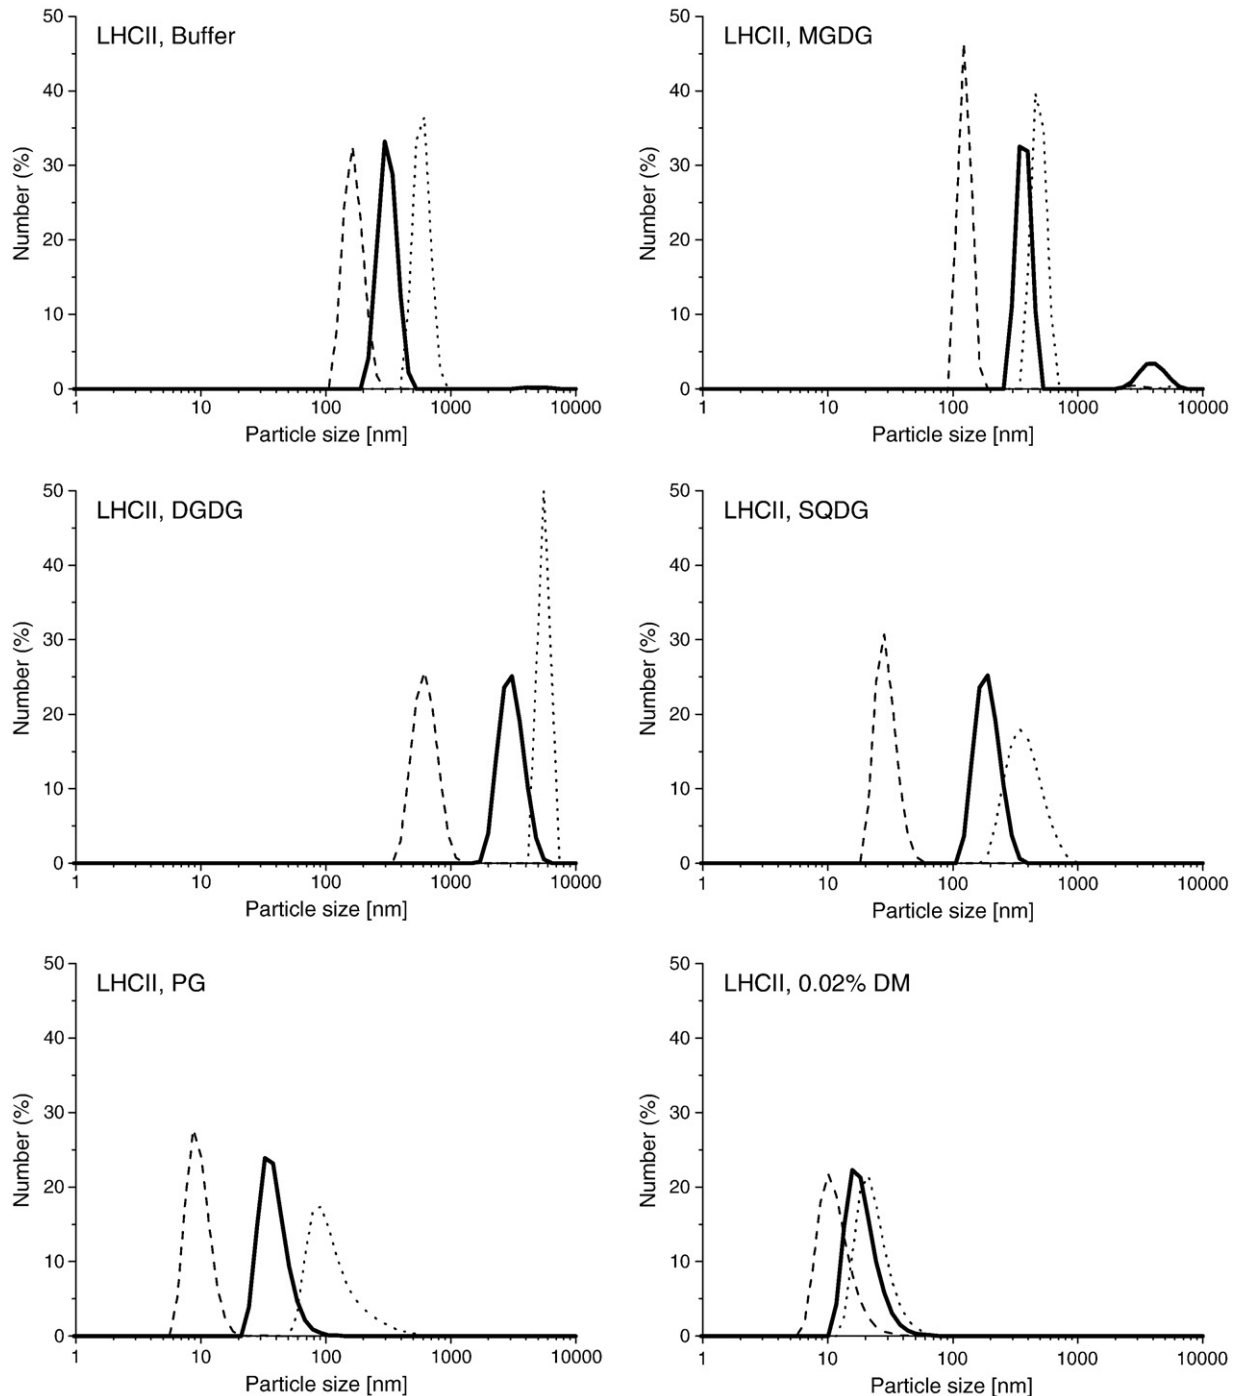 LHCII, Buffer
50
40
30
20
10
0
Number (%)
1 10 100 1000 10000
Particle size [nm]
LHCII, MGDG
50
40
30
20
10
0
Number (%)
1 10 100 1000 10000
Particle size [nm]
LHCII, DGDG
50
40
30
20
10
0
Number (%)
1 10 100 1000 10000
Particle size [nm]
LHCII, SQDG
50
40
30
20
10
0
Number (%)
1 10 100 1000 10000
Particle size [nm]
LHCII, PG
50
40
30
20
10
0
Number (%)
1 10 100 1000 10000
Particle size [nm]
LHCII, 0.02% DM
50
40
30
20
10
0
Number (%)
1 10 100 1000 10000
Particle size [nm]